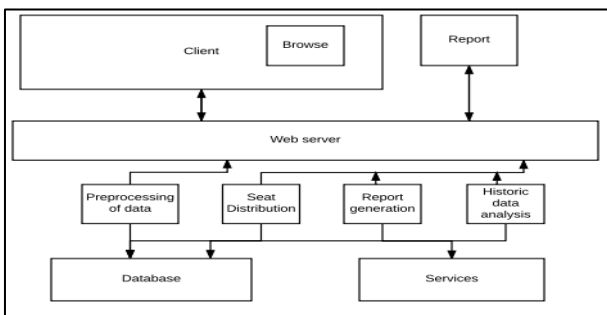 Client
Browse
Report
Web server
Preprocessing
of data
Seat
Distribution
Report
generation
Historic
data
analysis
Database
Services